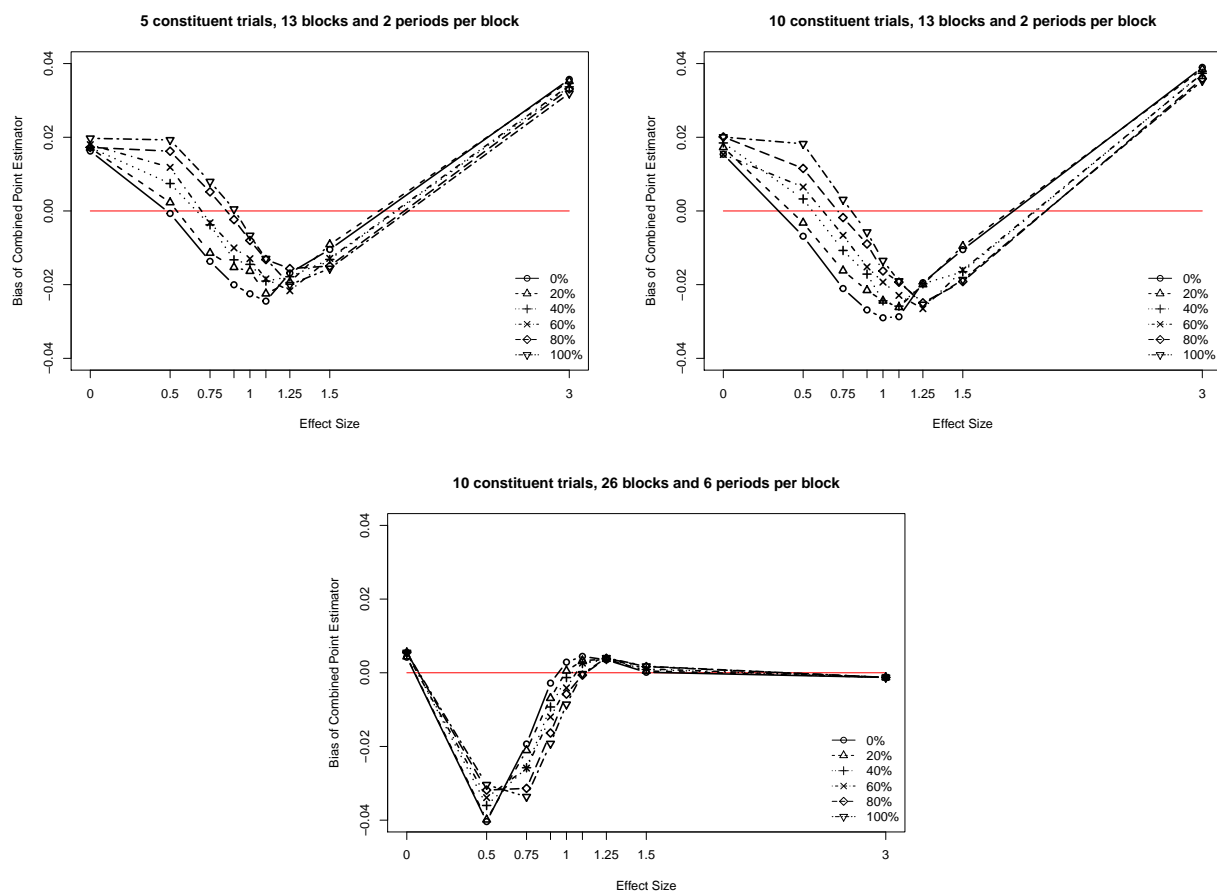 5 constituent trials, 13 blocks and 2 periods per block
Bias of Combined Point Estimator
0.04
0.02
0.00
−0.02
−0.04
0%
20%
40%
60%
80%
100%
0 0.5 0.75 1 1.25 1.5 3
Effect Size
10 constituent trials, 13 blocks and 2 periods per block
Bias of Combined Point Estimator
0.04
0.02
0.00
−0.02
−0.04
0%
20%
40%
60%
80%
100%
0 0.5 0.75 1 1.25 1.5 3
Effect Size
10 constituent trials, 26 blocks and 6 periods per block
Bias of Combined Point Estimator
0.04
0.02
0.00
−0.02
−0.04
0%
20%
40%
60%
80%
100%
0 0.5 0.75 1 1.25 1.5 3
Effect Size